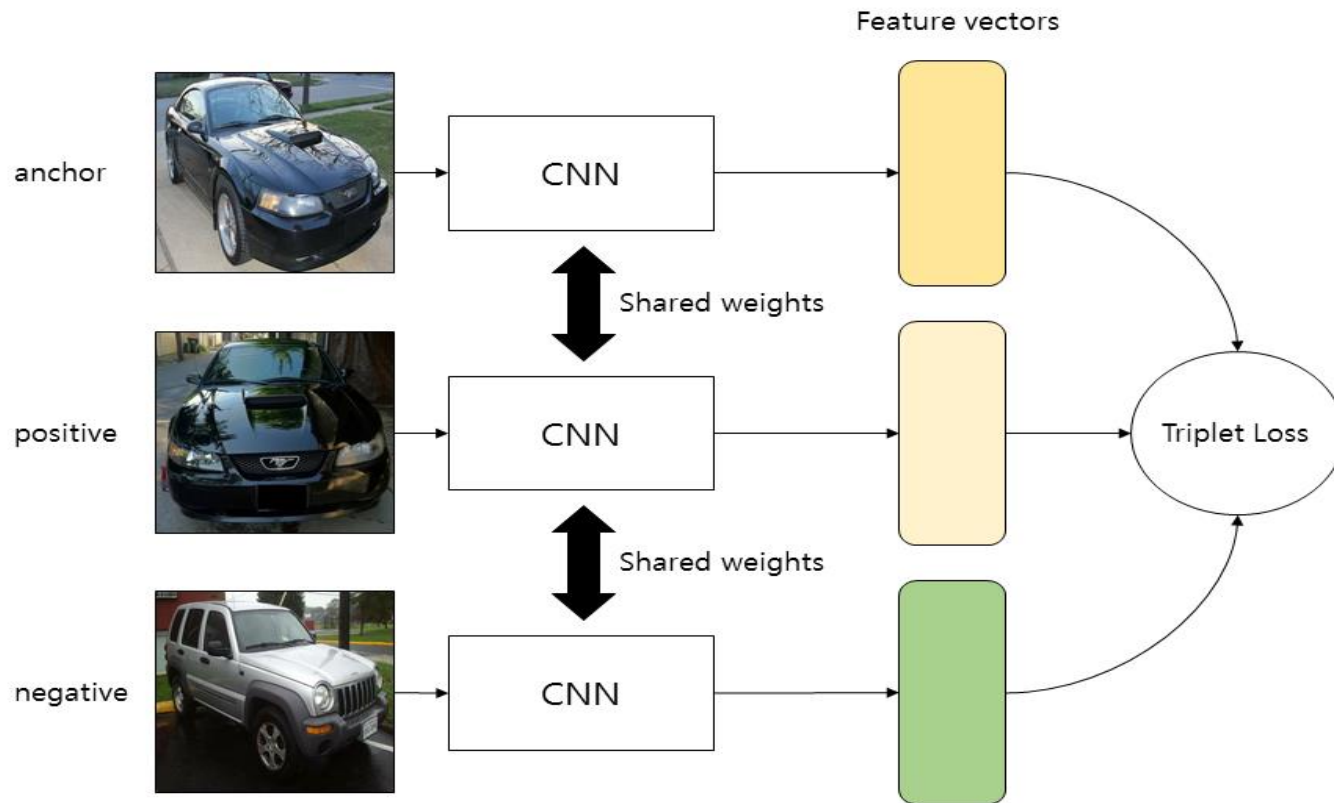 Feature vectors
anchor
CNN
Shared weights
positive
CNN
Triplet Loss
Shared weights
negative
CNN